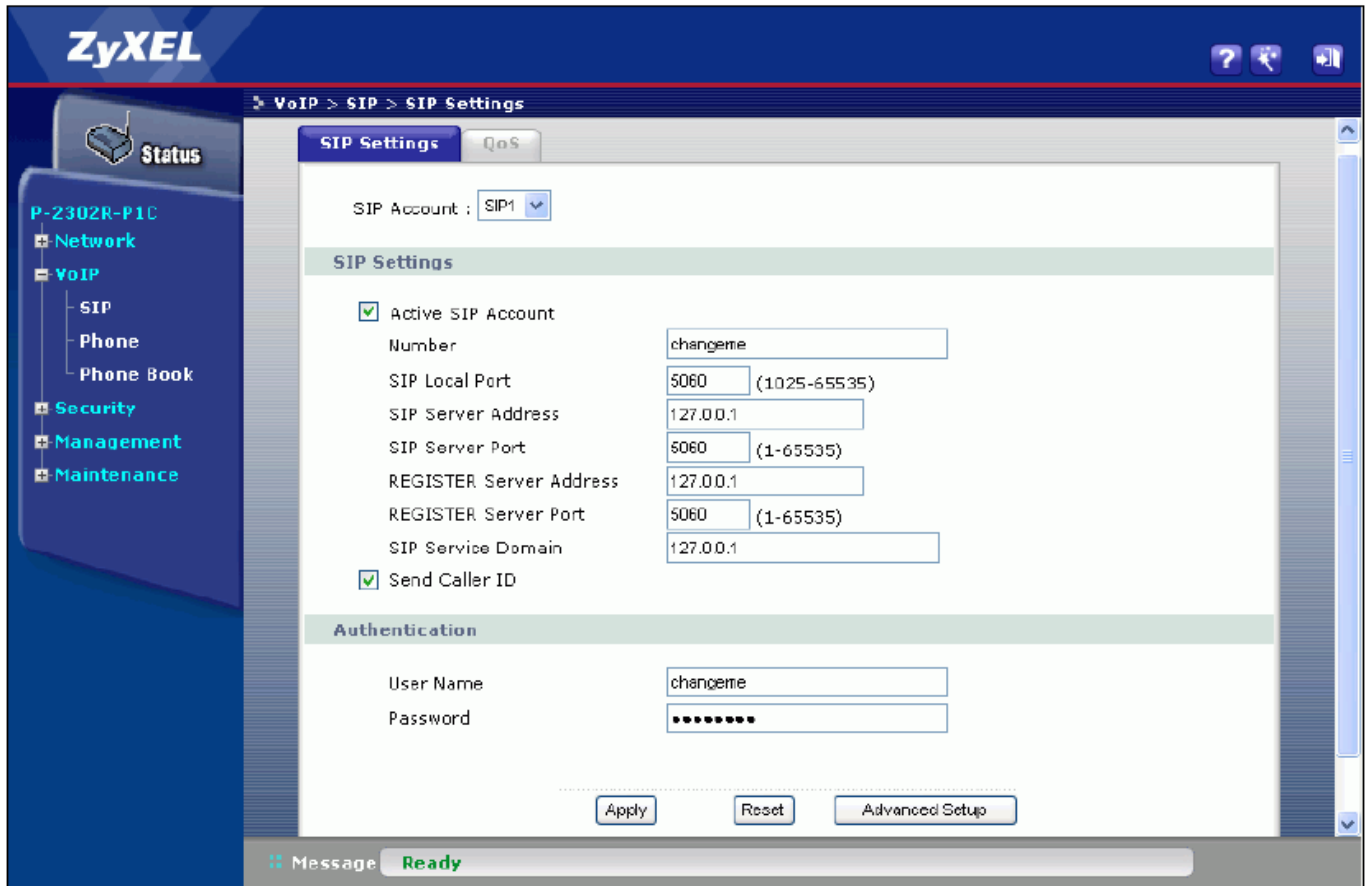 ZyXEL
?
VoIP > SIP > SIP Settings
Status
P-2302R-P1C
Network
VoIP
SIP
Phone
Phone Book
Security
Management
Maintenance
SIP Settings QoS
SIP Account : SIP1
SIP Settings
Active SIP Account
Number changeme
SIP Local Port 5060 (1025-65535)
SIP Server Address 127.0.0.1
SIP Server Port 5060 (1-65535)
REGISTER Server Address 127.0.0.1
REGISTER Server Port 5060 (1-65535)
SIP Service Domain 127.0.0.1
Send Caller ID
Authentication
User Name changeme
Password ••••••••
Apply Reset Advanced Setup
Message Ready